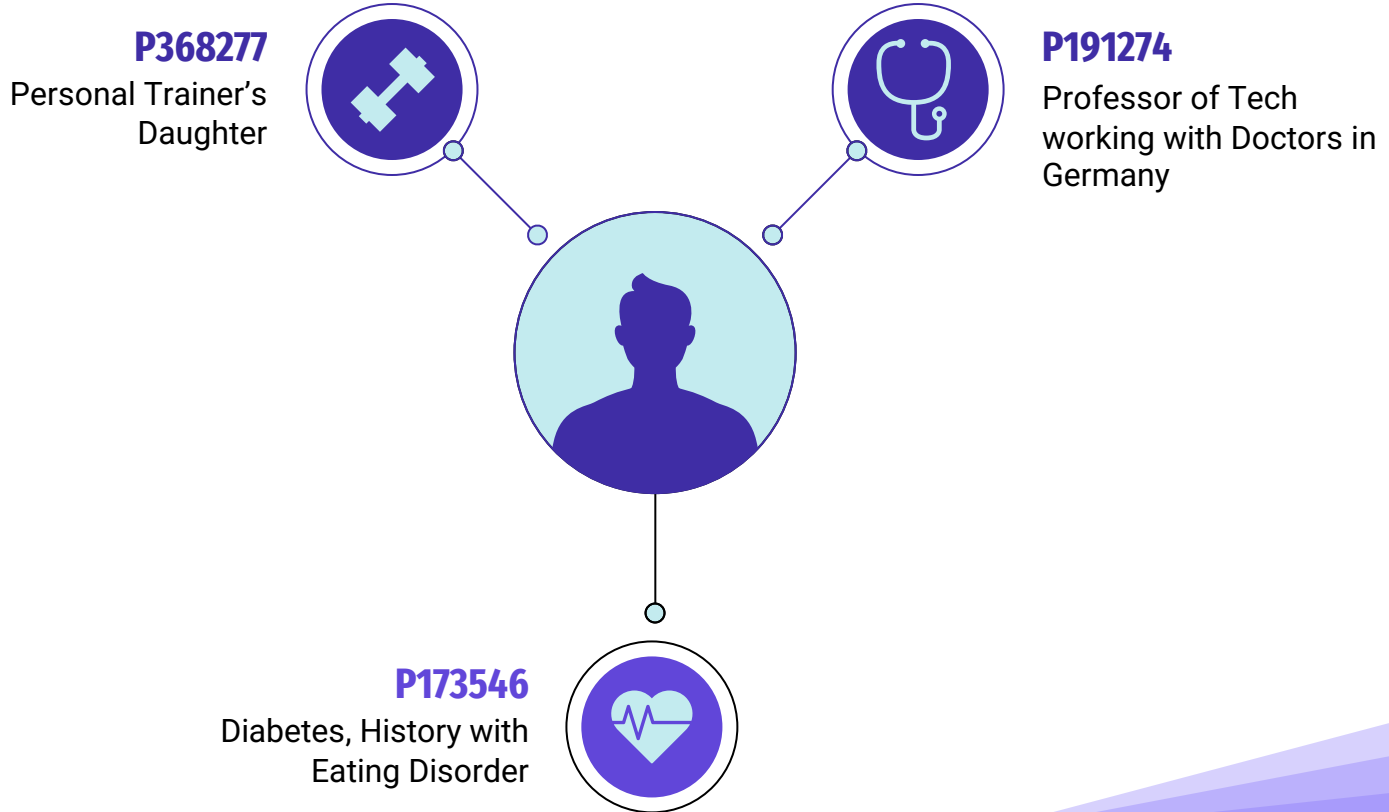 P368277
Personal Trainer’s
Daughter
P191274
Professor of Tech
working with Doctors in
Germany
P173546
Diabetes, History with
Eating Disorder